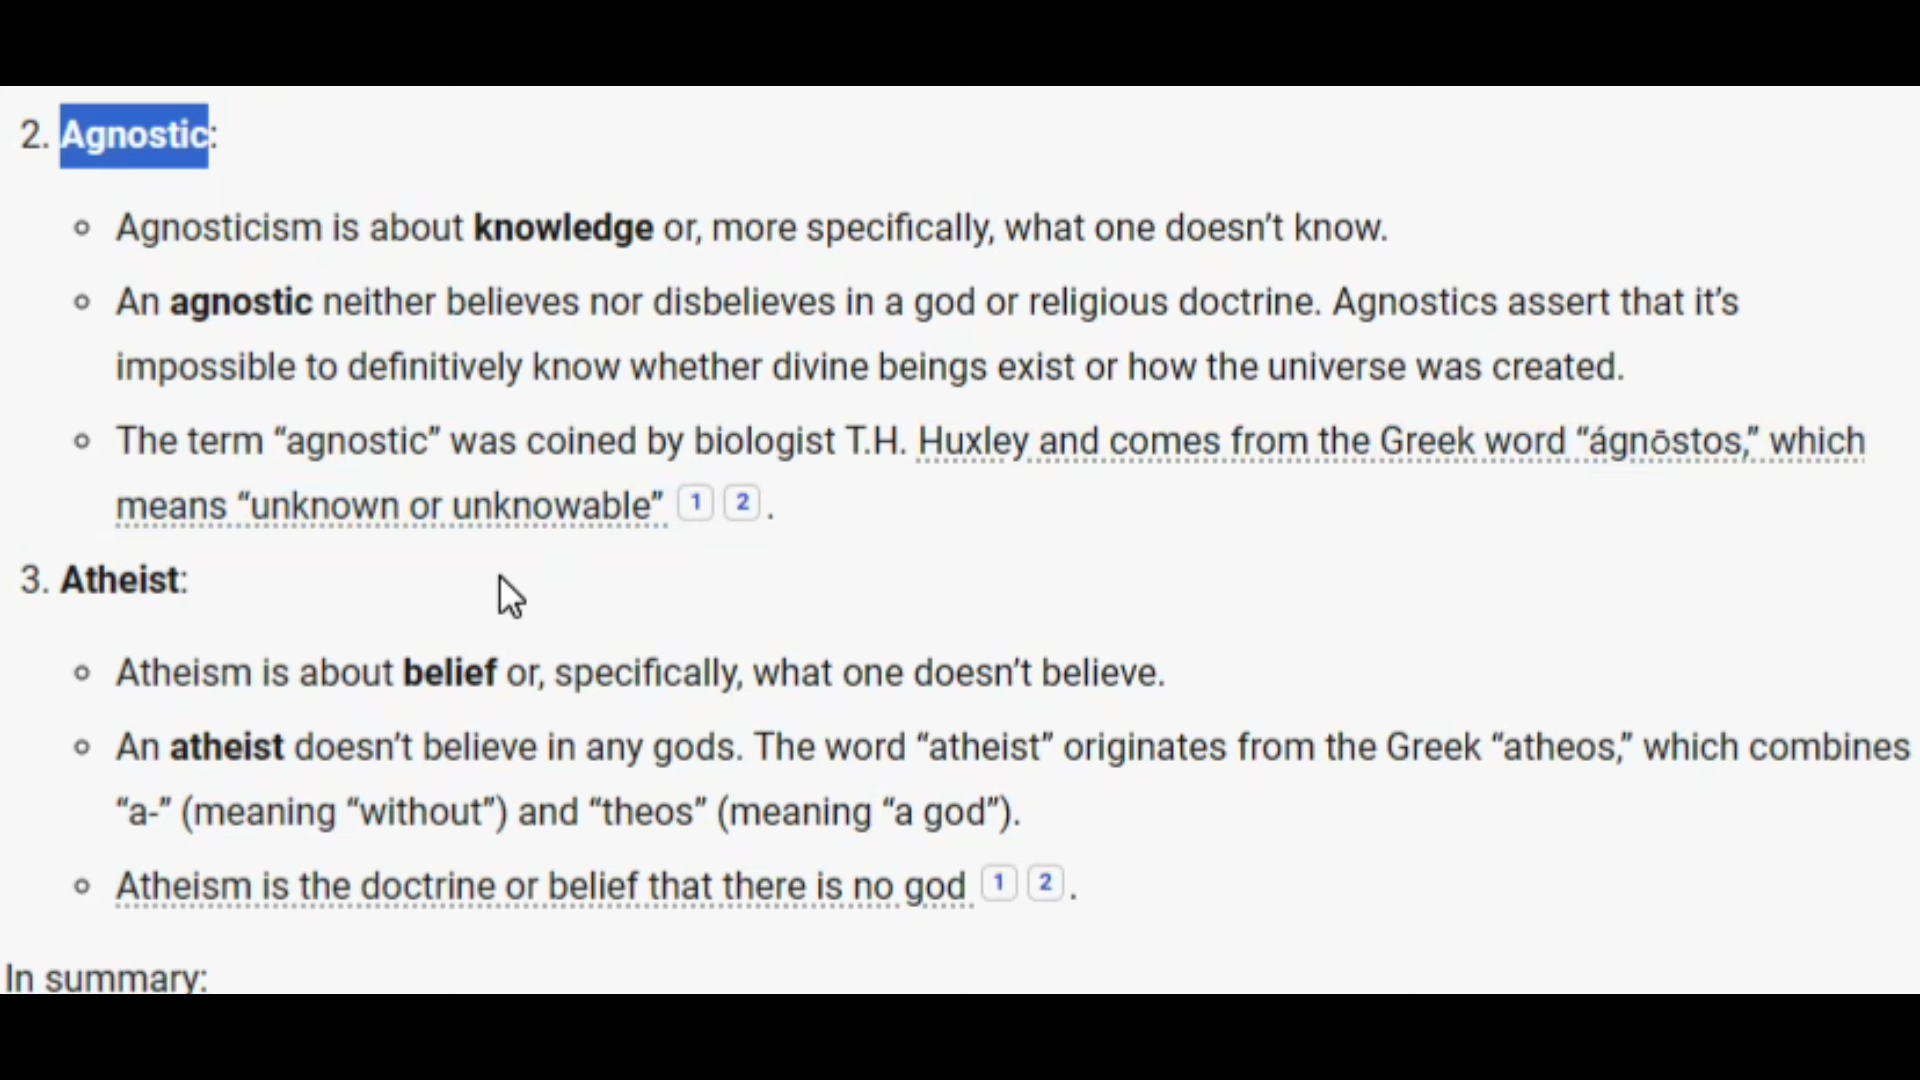 2. Agnostic:
Agnosticism is about knowledge or, more specifically, what one doesn’t know.
An agnostic neither believes nor disbelieves in a god or religious doctrine. Agnostics assert that it’s
impossible to definitively know whether divine beings exist or how the universe was created.
The term “agnostic” was coined by biologist T.H. Huxley and comes from the Greek word “ágnōstos,” which
means “unknown or unknowable” 1 2 .
3. Atheist:
Atheism is about belief or, specifically, what one doesn’t believe.
An atheist doesn’t believe in any gods. The word “atheist” originates from the Greek “atheos,” which combines
“a-” (meaning “without”) and “theos” (meaning “a god”).
Atheism is the doctrine or belief that there is no god 1 2 .
In summary: